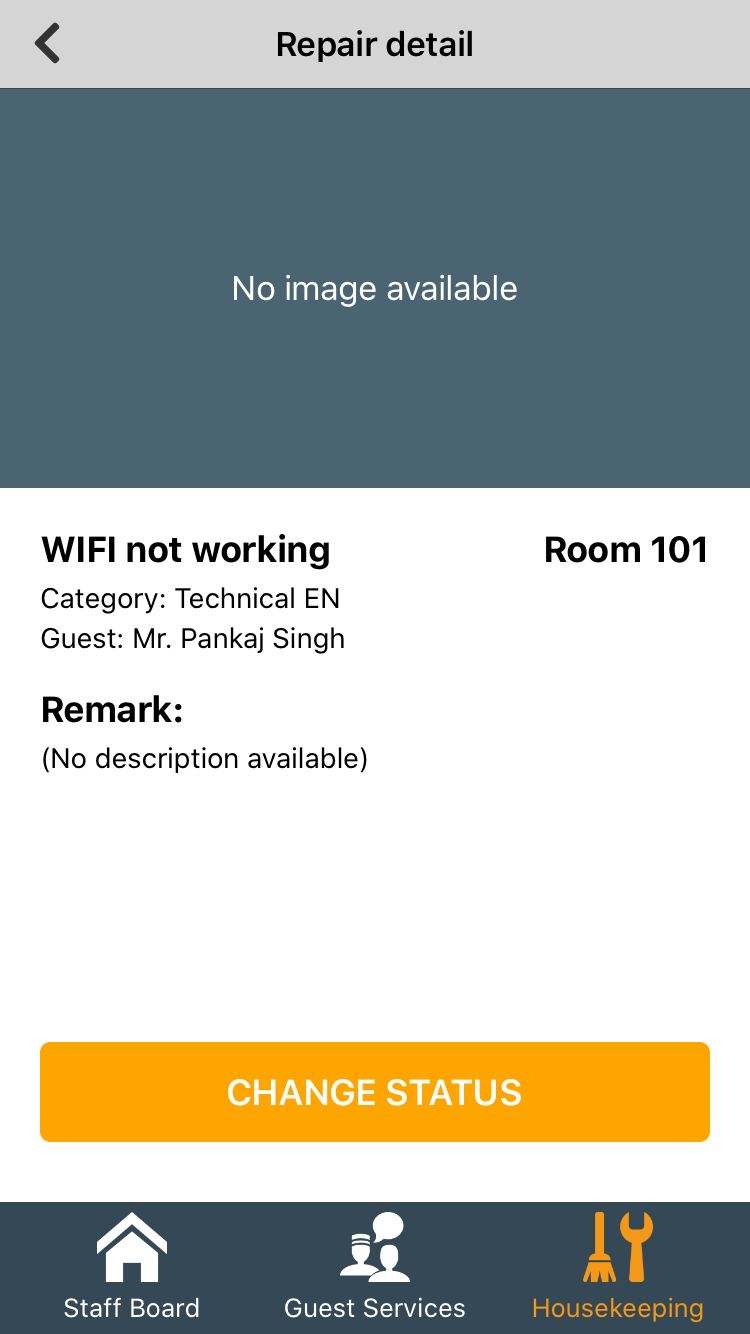 Repair detail
No image available
WIFI not working
Room 101
Category: Technical EN
Guest: Mr. Pankaj Singh
Remark:
(No description available)
CHANGE STATUS
Staff Board
Guest Services
Housekeeping